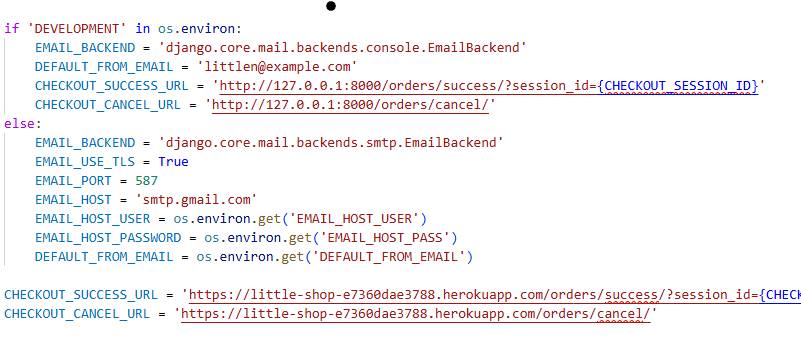 if 'DEVELOPMENT' in os.environ:
    EMAIL_BACKEND = 'django.core.mail.backends.console.EmailBackend'
    DEFAULT_FROM_EMAIL = 'littlen@example.com'
    CHECKOUT_SUCCESS_URL = 'http://127.0.0.1:8000/orders/success/?session_id={CHECKOUT_SESSION_ID}'
    CHECKOUT_CANCEL_URL = 'http://127.0.0.1:8000/orders/cancel/'
else:
    EMAIL_BACKEND = 'django.core.mail.backends.smtp.EmailBackend'
    EMAIL_USE_TLS = True
    EMAIL_PORT = 587
    EMAIL_HOST = 'smtp.gmail.com'
    EMAIL_HOST_USER = os.environ.get('EMAIL_HOST_USER')
    EMAIL_HOST_PASSWORD = os.environ.get('EMAIL_HOST_PASS')
    DEFAULT_FROM_EMAIL = os.environ.get('DEFAULT_FROM_EMAIL')
CHECKOUT_SUCCESS_URL = 'https://little-shop-e7360dae3788.herokuapp.com/orders/success/?session_id={CHECK
CHECKOUT_CANCEL_URL = 'https://little-shop-e7360dae3788.herokuapp.com/orders/cancel/'